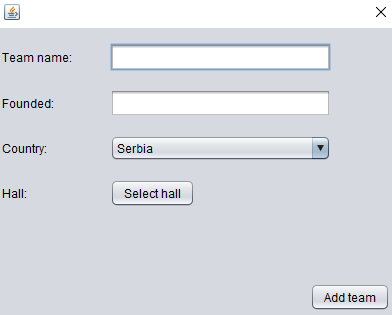 Team name:
Founded:
Country: Serbia
Hall: Select hall
Add team